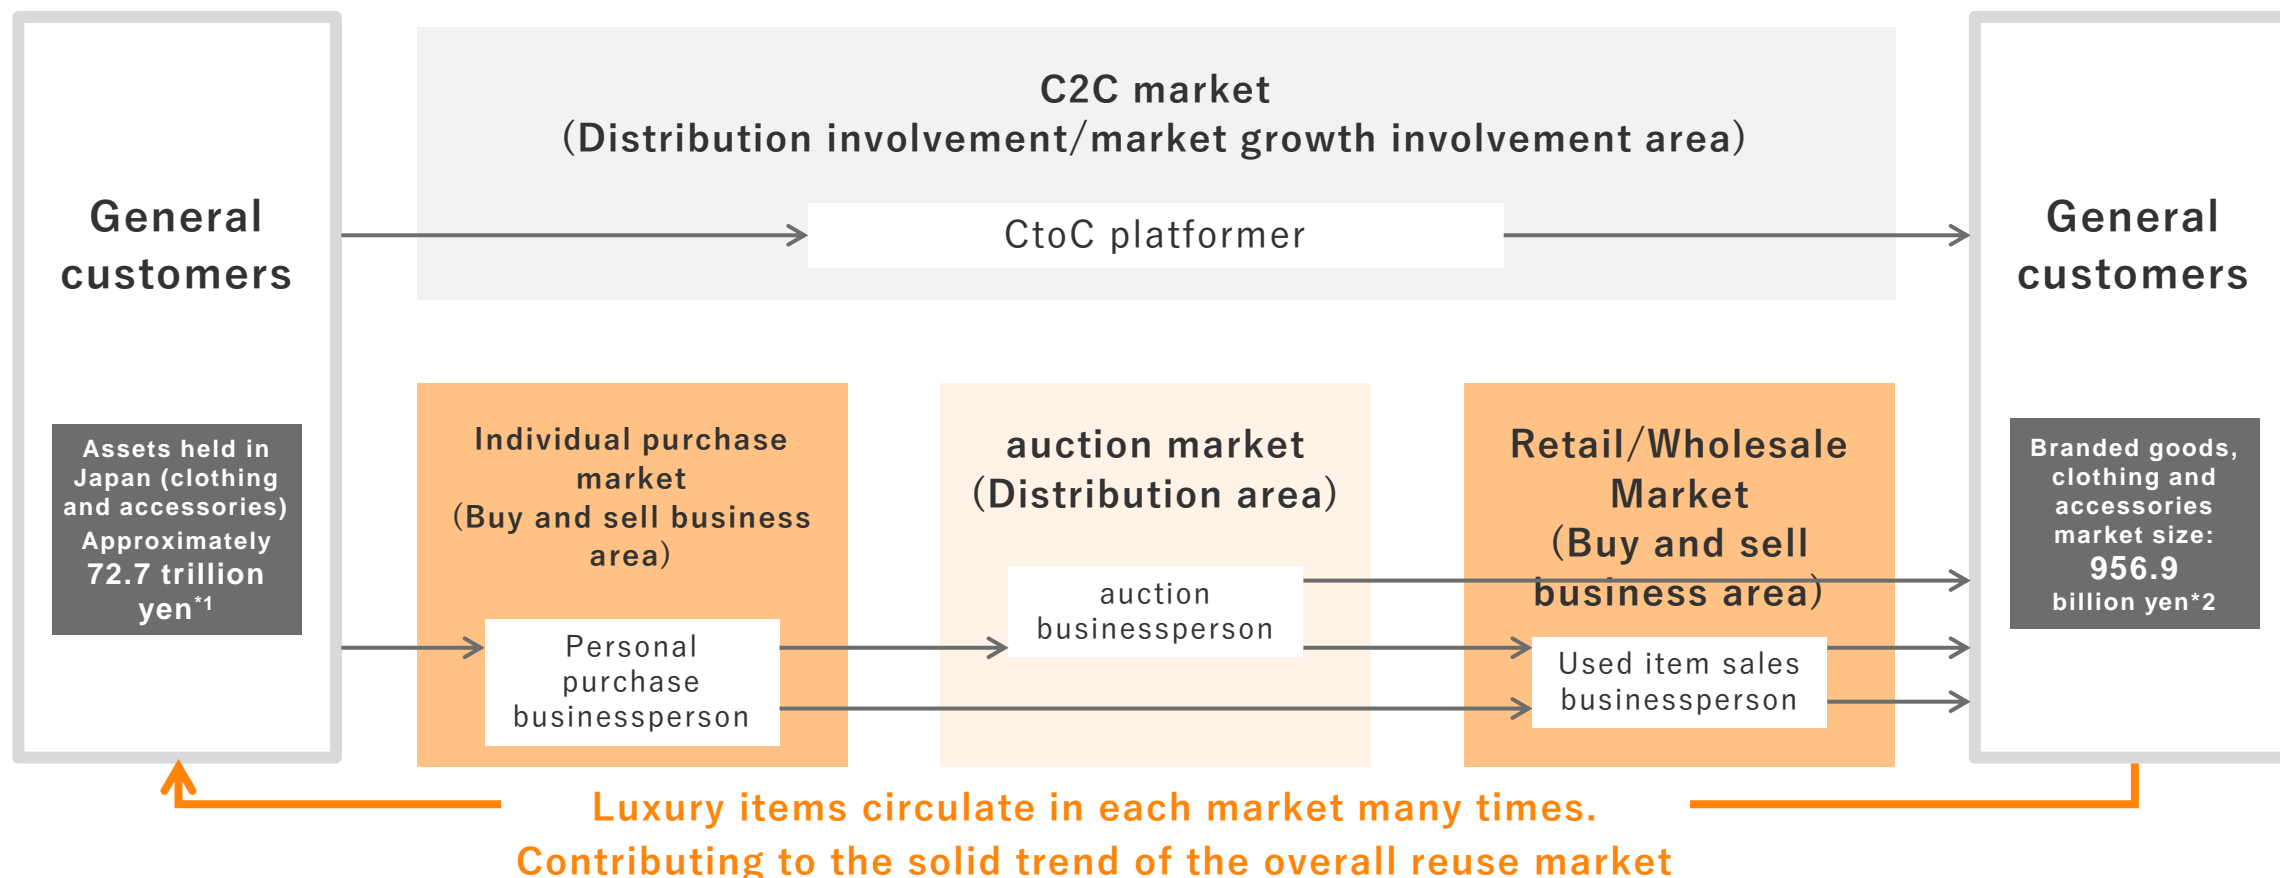 General
customers
Assets held in
Japan (clothing
and accessories)
Approximately
72.7 trillion
yen*1
C2C market
(Distribution involvement/market growth involvement area)
CtoC platformer
Individual purchase
market
(Buy and sell business
area)
Personal
purchase
businessperson
auction market
(Distribution area)
auction
businessperson
Retail/Wholesale
Market
(Buy and sell
business area)
Used item sales
businessperson
General
customers
Branded goods,
clothing and
accessories
market size:
956.9
billion yen*2
Luxury items circulate in each market many times.
Contributing to the solid trend of the overall reuse market